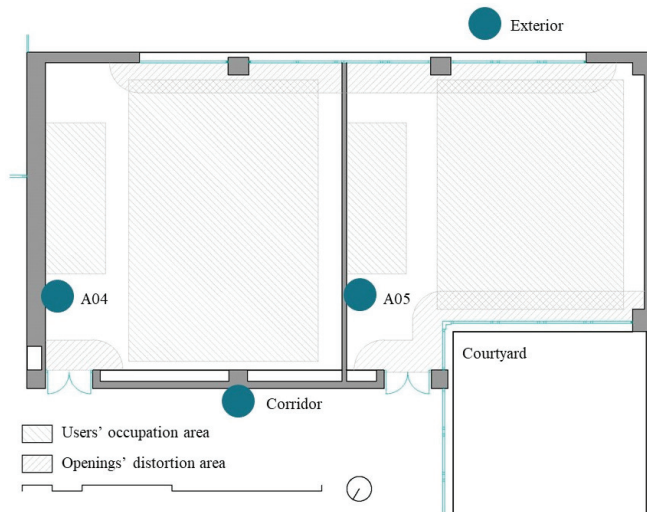 Exterior
A04
A05
Courtyard
Corridor
Users’ occupation area
Openings’ distortion area